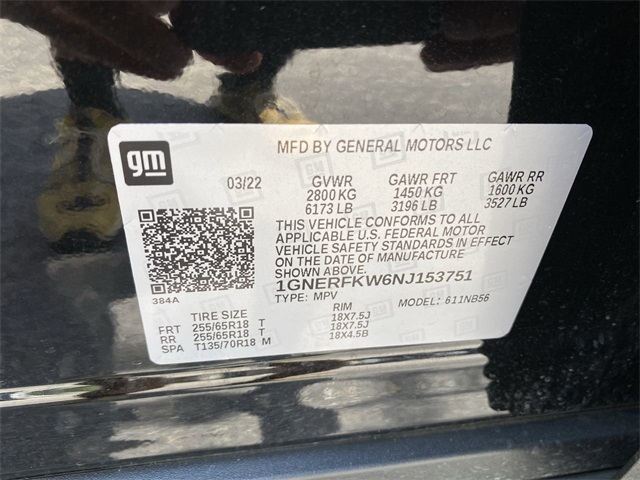 gm
MFD BY GENERAL MOTORS LLC
03/22 GVWR GAWR FRT GAWR RR
2800 KG 1450 KG 1600 KG
6173 LB 3196 LB 3527 LB
THIS VEHICLE CONFORMS TO ALL
APPLICABLE U.S. FEDERAL MOTOR
VEHICLE SAFETY STANDARDS IN EFFECT
ON THE DATE OF MANUFACTURE
SHOWN ABOVE.
1GNERFKW6NJ153751
384A TYPE: MPV MODEL: 611NB56
TIRE SIZE RIM
FRT 255/65R18 T 18X7.5J
RR 255/65R18 T 18X7.5J
SPA T135/70R18 M 18X4.5B